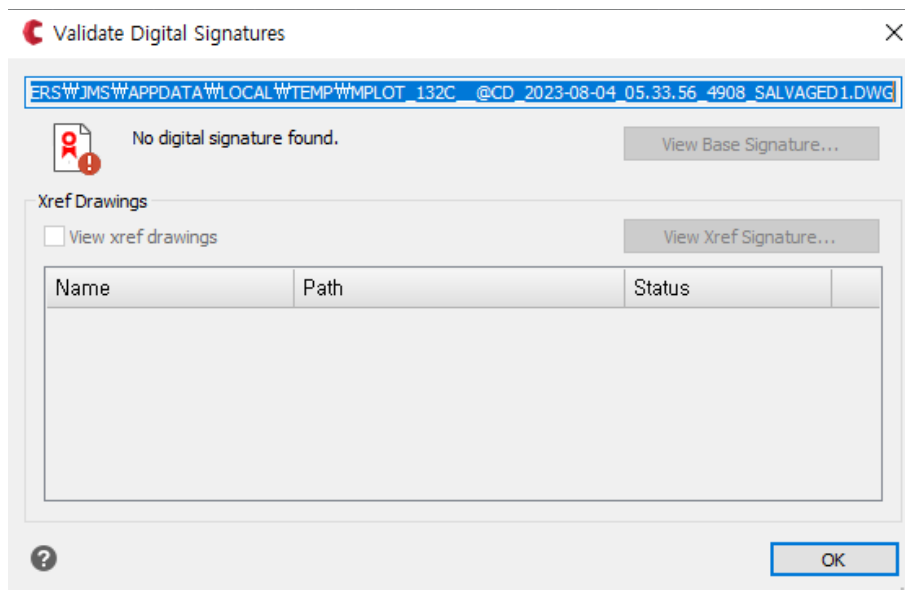 Validate Digital Signatures
ERS₩JMS₩APPDATA₩LOCAL₩TEMP₩MPLOT_132C__@CD_2023-08-04_05.33.56_4908_SALVAGED1.DWG
No digital signature found.
View Base Signature...
Xref Drawings
View xref drawings
View Xref Signature...
Name Path Status
OK